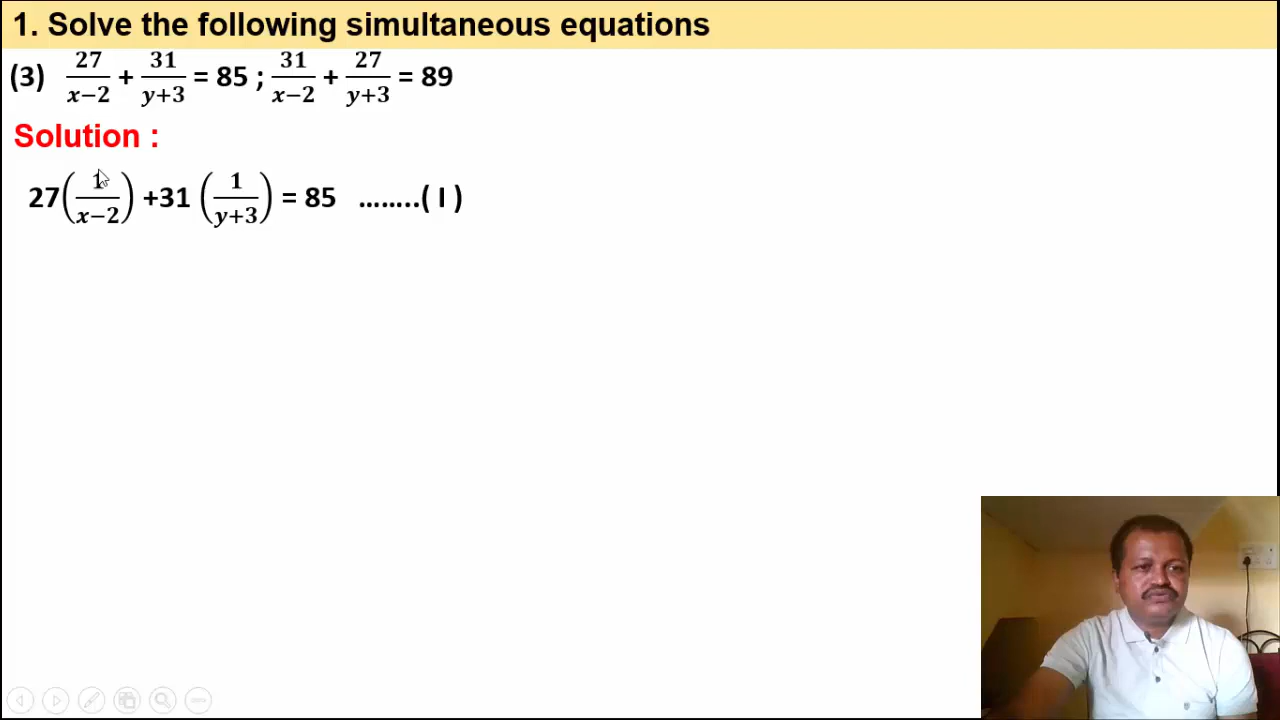 1. Solve the following simultaneous equations
(3) 27/x−2 + 31/y+3 = 85 ; 31/x−2 + 27/y+3 = 89
Solution :
27(1/x−2) +31 (1/y+3) = 85 ........( I )